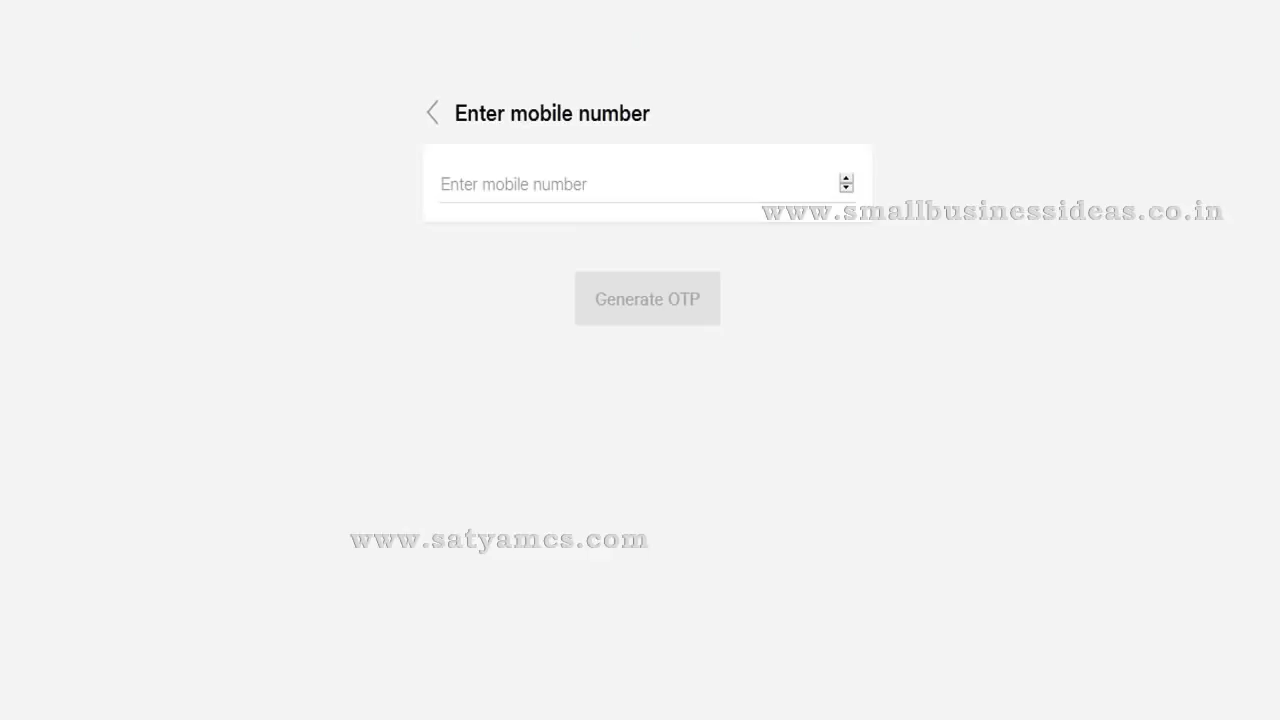 Enter mobile number
Enter mobile number
www.smallbusinessideas.co.in
Generate OTP
www.satyamcs.com